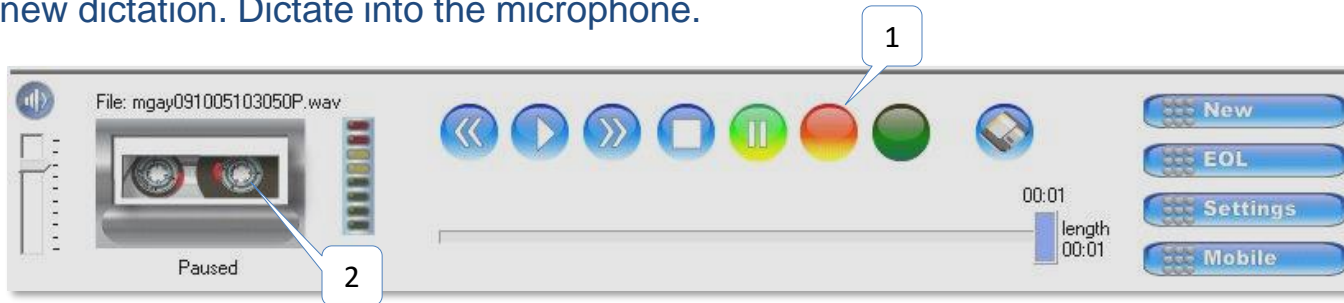 new dictation. Dictate into the microphone.
1
File: mgay091005103050P.wav
New
EOL
00:01
Settings
length
00:01
Mobile
Paused
2